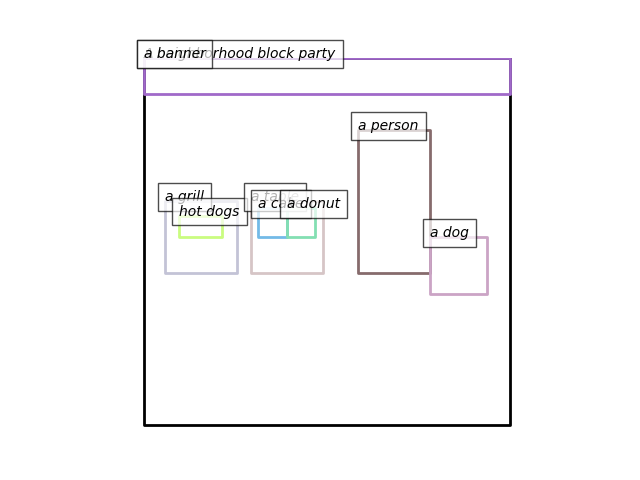 a banner
neighborhood block party
a person
a grill
a table
hot dogs
a cake
a donut
a dog